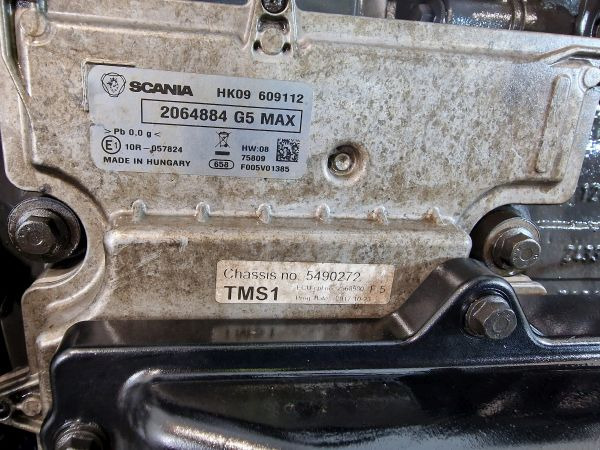 SCANIA HK09 609112
2064884 G5 MAX
>Pb 0,0 g<
E1 10R-057824
MADE IN HUNGARY
658
HW:08
75809
F005V01385
Chassis no. 5490272
TMS1